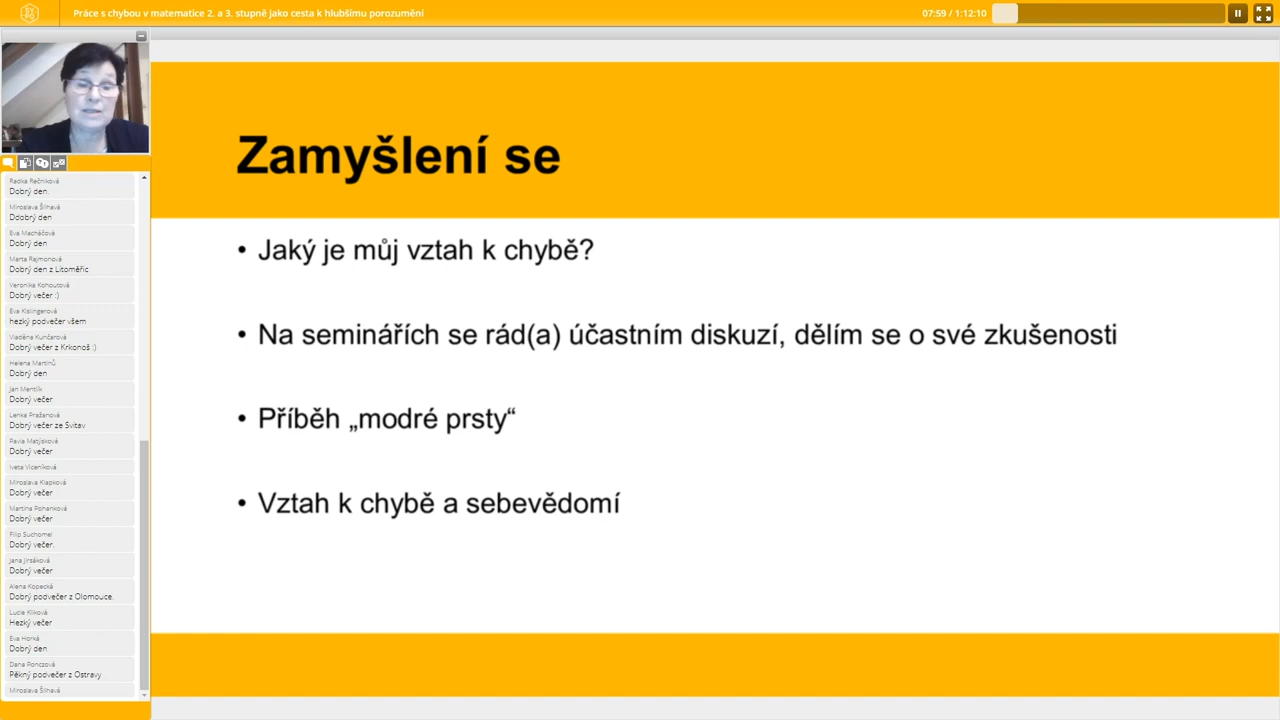 Práce s chybou v matematice 2. a 3. stupně jako cesta k hlubšímu porozumění
07:59 / 1:12:10
Zamyšlení se
• Jaký je můj vztah k chybě?
• Na seminářích se rád(a) účastním diskuzí, dělím se o své zkušenosti
• Příběh „modré prsty“
• Vztah k chybě a sebevědomí
Radka Rečniková
Dobrý den.
Miroslava Šilhavá
Ddobrý den
Eva Macháčová
Dobrý den
Marta Rajmonová
Dobrý den z Litoměřic
Veronika Kohoutová
Dobrý večer :)
Eva Kislingerová
hezký podvečer všem
Vladěna Kunčarová
Dobrý večer z Krkonoš :)
Helena Martinů
Dobrý den
Jan Mentlík
Dobrý večer
Lenka Pražanová
Dobrý večer ze Svitav
Pavla Matýsková
Dobrý večer
Iveta Viceníková
Miroslava Klapková
Dobrý večer
Martina Pohanková
Dobrý večer
Filip Suchomel
Dobrý večer.
Jana Jirsáková
Dobrý večer
Alena Kopecká
Dobrý podvečer z Olomouce.
Lucie Kliková
Hezký večer
Eva Horká
Dobrý den
Dana Ponczová
Pěkný podvečer z Ostravy
Miroslava Šilhavá